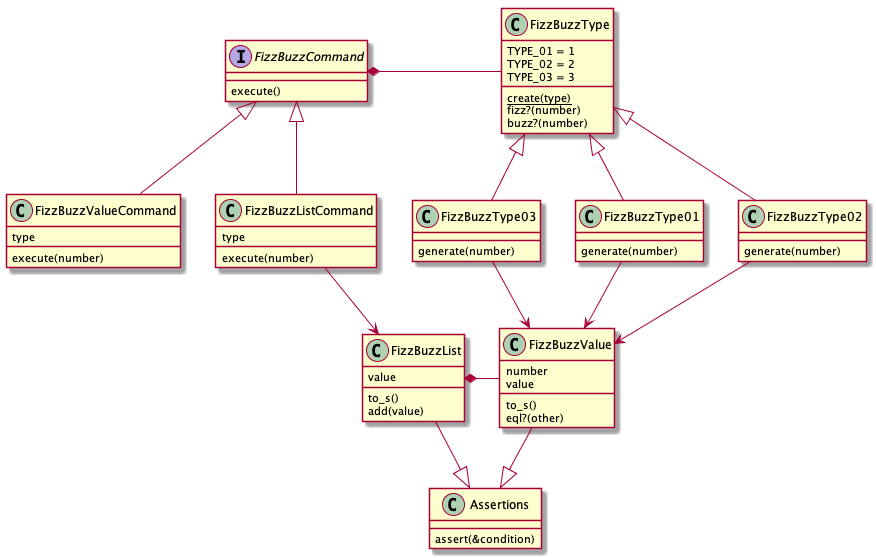 C FizzBuzzType
TYPE_01 = 1
TYPE_02 = 2
TYPE_03 = 3
create(type)
fizz?(number)
buzz?(number)
I FizzBuzzCommand
execute()
C FizzBuzzValueCommand
type
execute(number)
C FizzBuzzListCommand
type
execute(number)
C FizzBuzzType03
generate(number)
C FizzBuzzType01
generate(number)
C FizzBuzzType02
generate(number)
C FizzBuzzList
value
to_s()
add(value)
C FizzBuzzValue
number
value
to_s()
eql?(other)
C Assertions
assert(&condition)